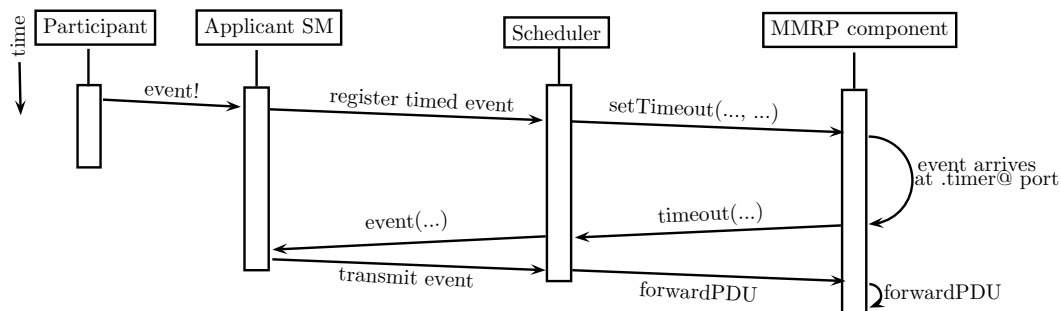 time
Participant
Applicant SM
Scheduler
MMRP component
event!
register timed event
setTimeout(..., ...)
event arrives
at .timer@ port
timeout(...)
event(...)
transmit event
forwardPDU
forwardPDU